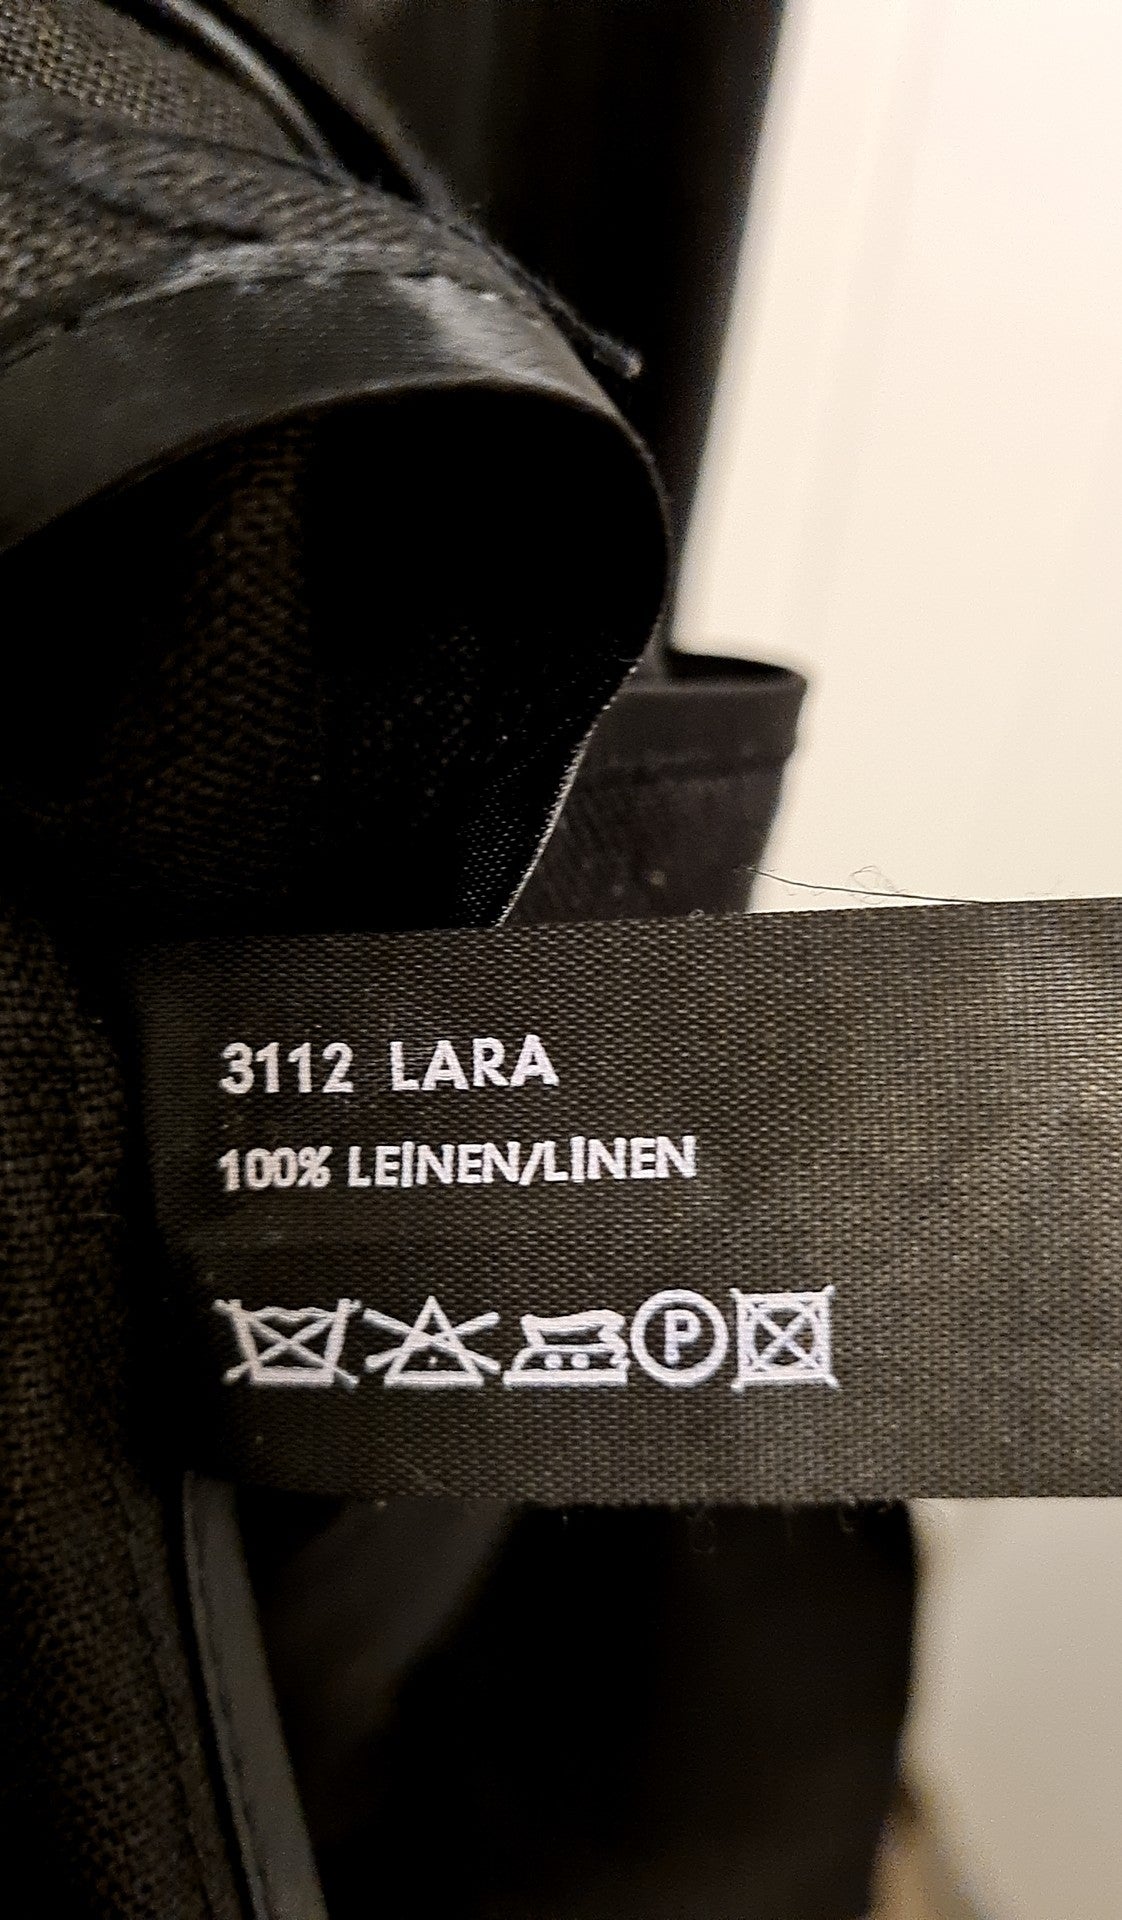 3112 LARA
100% LEINEN/LINEN
P